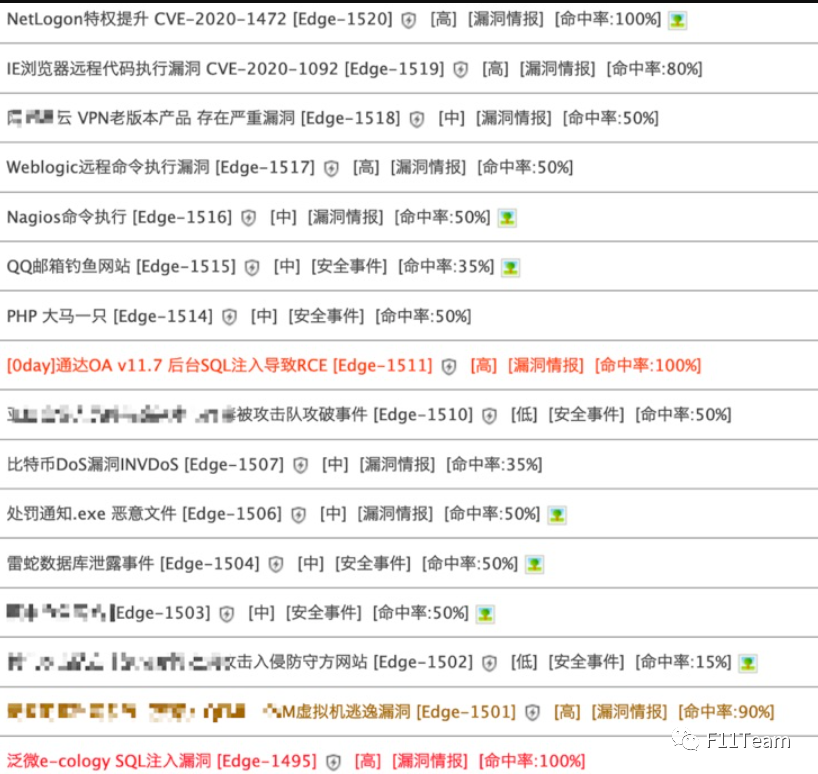 NetLogon特权提升 CVE-2020-1472 [Edge-1520] [高] [漏洞情报] [命中率:100%]
IE浏览器远程代码执行漏洞 CVE-2020-1092 [Edge-1519] [高] [漏洞情报] [命中率:80%]
云 VPN老版本产品 存在严重漏洞 [Edge-1518] [中] [漏洞情报] [命中率:50%]
Weblogic远程命令执行漏洞 [Edge-1517] [高] [漏洞情报] [命中率:50%]
Nagios命令执行 [Edge-1516] [中] [漏洞情报] [命中率:50%]
QQ邮箱钓鱼网站 [Edge-1515] [中] [安全事件] [命中率:35%]
PHP 大马一只 [Edge-1514] [中] [安全事件] [命中率:50%]
[0day]通达OA v11.7 后台SQL注入导致RCE [Edge-1511] [高] [漏洞情报] [命中率:100%]
被攻击队攻破事件 [Edge-1510] [低] [安全事件] [命中率:50%]
比特币DoS漏洞INVDoS [Edge-1507] [中] [漏洞情报] [命中率:35%]
处罚通知.exe 恶意文件 [Edge-1506] [中] [漏洞情报] [命中率:50%]
雷蛇数据库泄露事件 [Edge-1504] [中] [安全事件] [命中率:50%]
[Edge-1503] [中] [安全事件] [命中率:50%]
击入侵防守方网站 [Edge-1502] [低] [安全事件] [命中率:15%]
M虚拟机逃逸漏洞 [Edge-1501] [高] [漏洞情报] [命中率:90%]
F11Team
泛微e-cology SQL注入漏洞 [Edge-1495] [高] [漏洞情报] [命中率:100%]